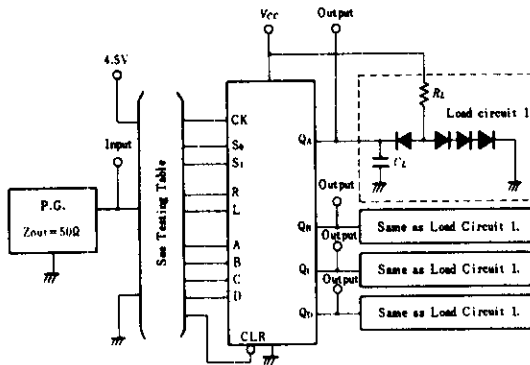 Vcc
Output
4.5V
RL
Load circuit 1
CK
QA
Input
S0
S1
CL
P.G.
Zout=50Ω
See Testing Table
R
L
Output
QB
Same as Load Circuit 1.
A
Output
B
C
QC
Same as Load Circuit 1.
Output
D
QD
Same as Load Circuit 1.
CLR